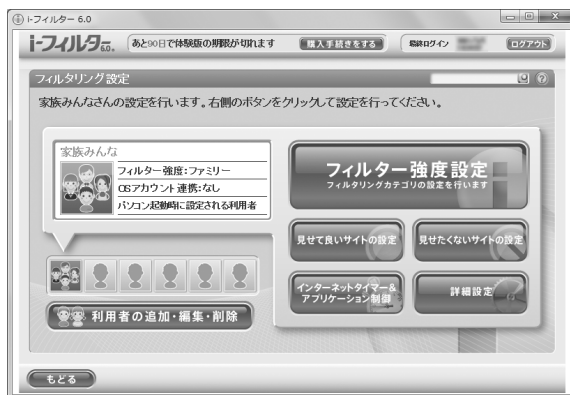 i-フィルター 6.0
i-フィルター6.0. あと90日で体験版の期限が切れます 購入手続きをする 最終ログイン ログアウト
フィルタリング設定
家族みんなさんの設定を行います。右側のボタンをクリックして設定を行ってください。
家族みんな
フィルター強度:ファミリー
OSアカウント連携:なし
パソコン起動時に設定される利用者
利用者の追加・編集・削除
フィルター強度設定
フィルタリングカテゴリの設定を行います
見せて良いサイトの設定 見せたくないサイトの設定
インターネットタイマー&
アプリケーション制御
詳細設定
もどる